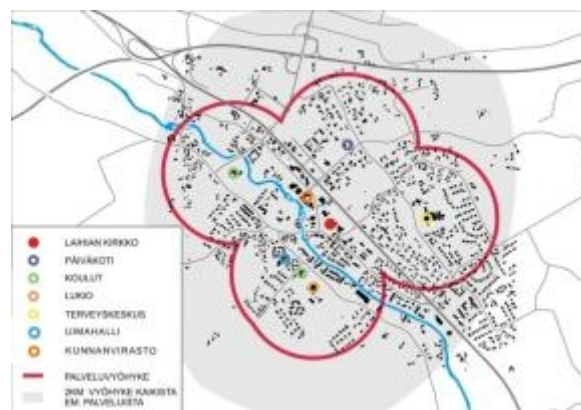 LAIHIAN KIRKKO
PÄIVÄKOTI
KOULUT
LUKIO
TERVEYSKESKUS
UIMAHALLI
KUNNANVIRASTO
PALVELUVYÖHYKE
2KM VYÖHYKE KAIKISTA
EM. PALVELUISTA